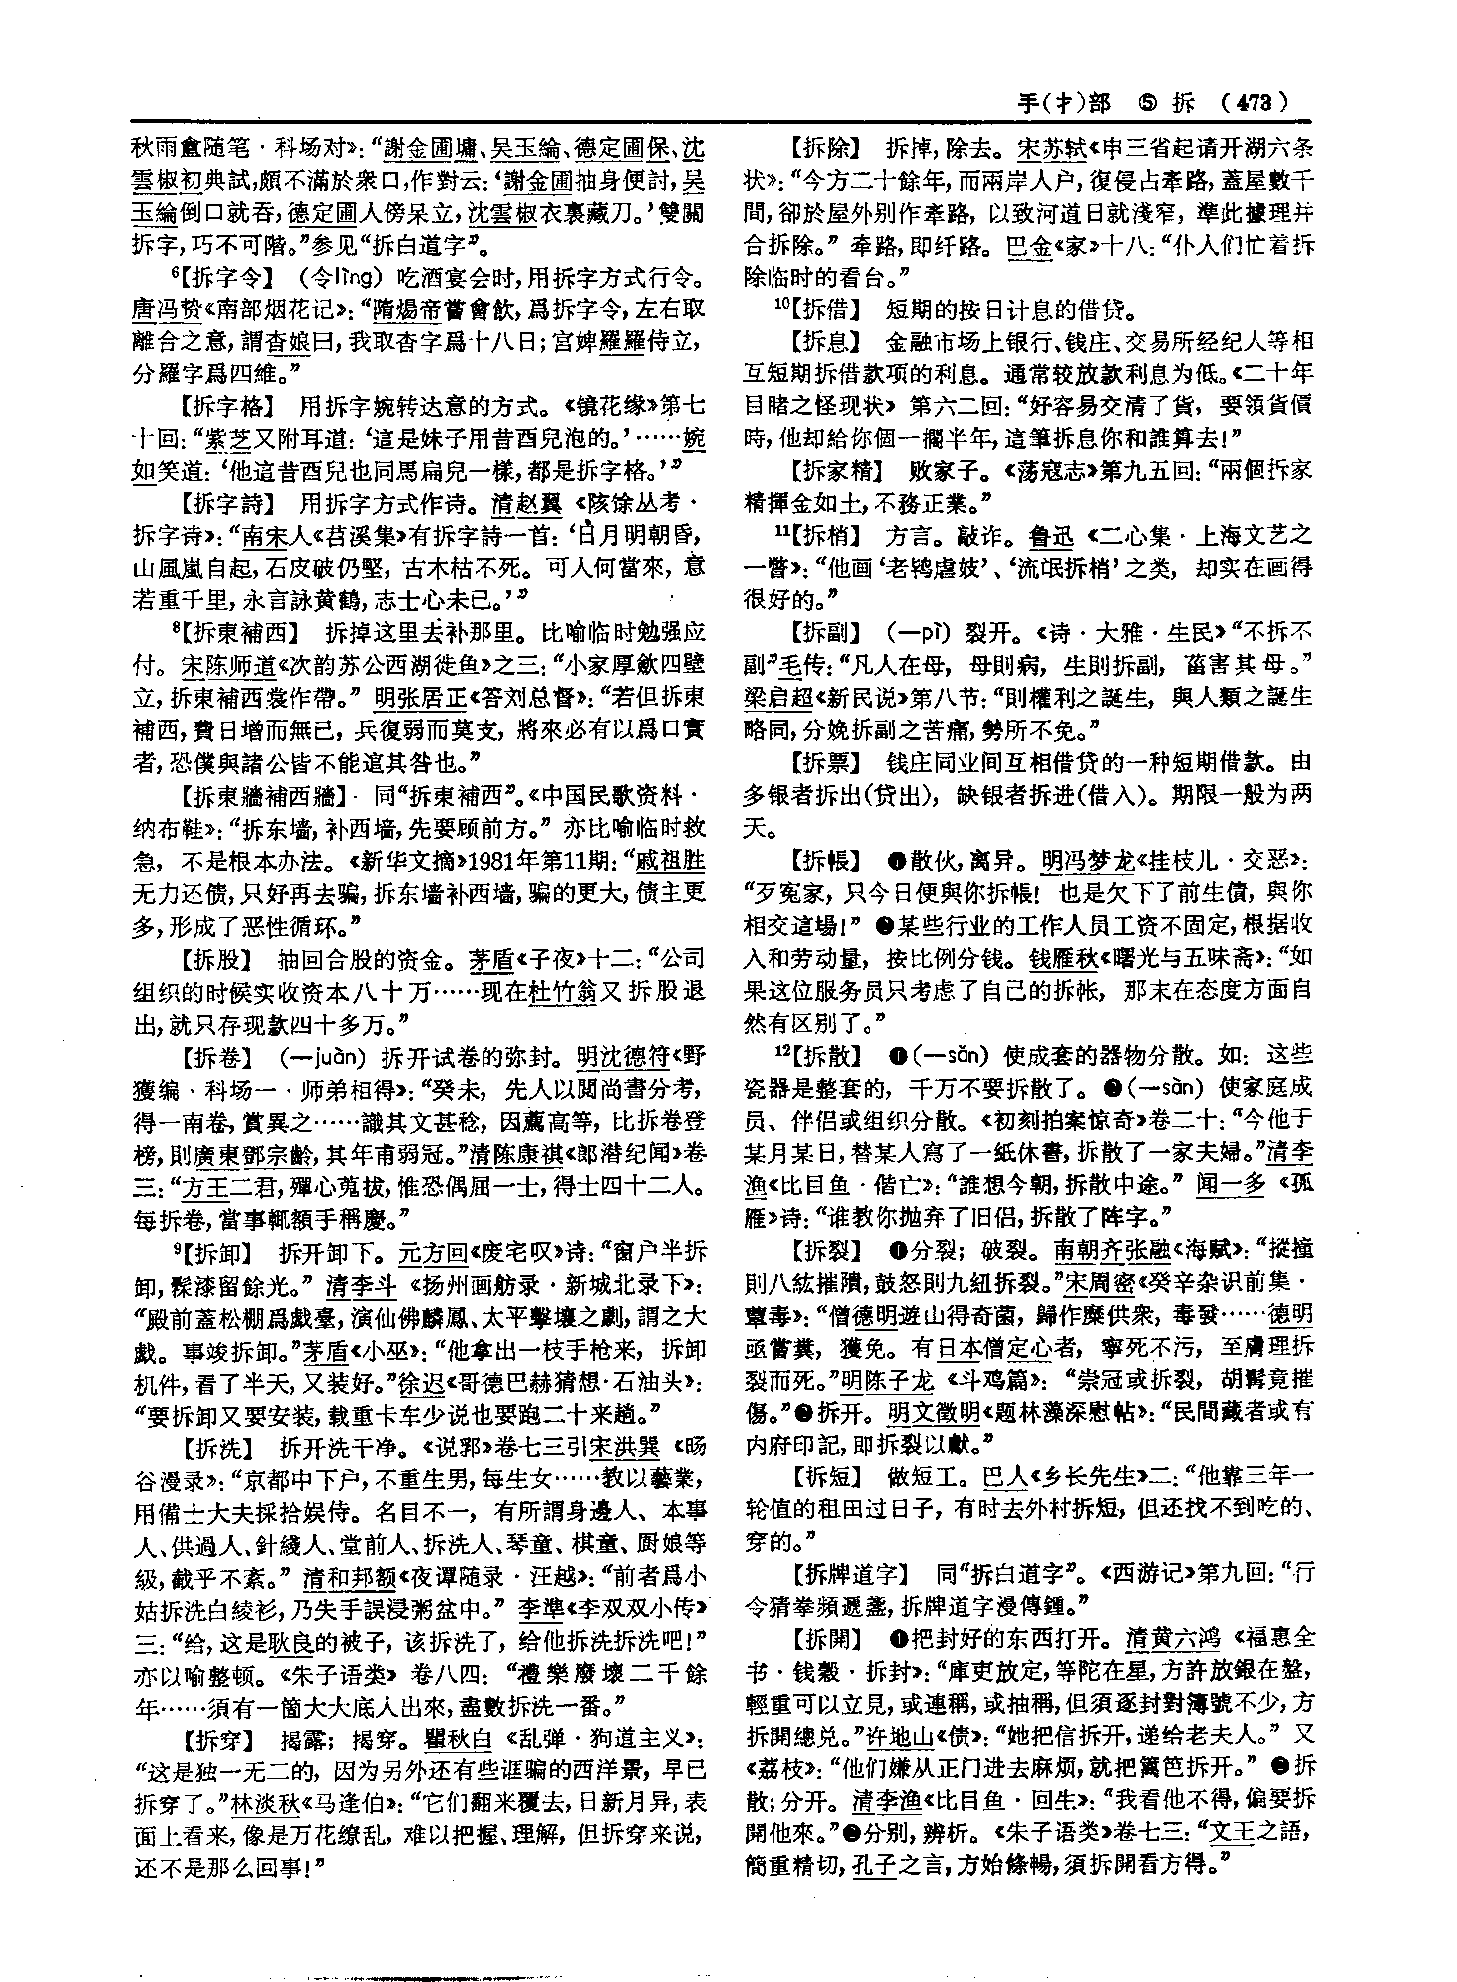 手(扌)部 ⑤ 拆 (473)
秋雨盦随笔·科场对》：“謝金圃墉、吴玉綸、德定圃保、沈
雲椒初典試，頗不滿於衆口，作對云：‘謝金圃抽身便討，吴
玉綸倒口就吞，德定圃人傍呆立，沈雲椒衣裏藏刀。’雙關
拆字，巧不可階。”参见“拆白道字”。
⁶【拆字令】 （令lǐng）吃酒宴会时，用拆字方式行令。
唐冯贽《南部烟花记》：“隋煬帝嘗會飲，爲拆字令，左右取
離合之意，謂杳娘曰，我取杳字爲十八日；宫婢羅羅侍立，
分羅字爲四維。”
【拆字格】 用拆字婉转达意的方式。《镜花缘》第七
十回：“紫芝又附耳道：‘這是妹子用昔酉兒泡的。’……婉
如笑道：‘他這昔酉兒也同馬扁兒一樣，都是拆字格。’”
【拆字詩】 用拆字方式作诗。清赵翼《陔馀丛考·
拆字诗》：“南宋人《苕溪集》有拆字詩一首：‘日月明朝昏，
山風嵐自起，石皮破仍堅，古木枯不死。可人何當來，意
若重千里，永言詠黄鶴，志士心未已。’”
⁸【拆東補西】 拆掉这里去补那里。比喻临时勉强应
付。宋陈师道《次韵苏公西湖徙鱼》之三：“小家厚斂四壁
立，拆東補西裳作帶。” 明张居正《答刘总督》：“若但拆東
補西，費日增而無已，兵復弱而莫支，將來必有以爲口實
者，恐僕與諸公皆不能逭其咎也。”
【拆東牆補西牆】 同“拆東補西”。《中国民歌资料·
纳布鞋》：“拆东墙，补西墙，先要顾前方。” 亦比喻临时救
急，不是根本办法。《新华文摘》1981年第11期：“戚祖胜
无力还债，只好再去骗，拆东墙补西墙，骗的更大，债主更
多，形成了恶性循环。”
【拆股】 抽回合股的资金。茅盾《子夜》十二：“公司
组织的时候实收资本八十万……现在杜竹翁又拆股退
出，就只存现款四十多万。”
【拆卷】 （—juàn）拆开试卷的弥封。明沈德符《野
獲编·科场一·师弟相得》：“癸未，先人以閲尚書分考，
得一南卷，賞異之……識其文甚稔，因薦高等，比拆卷登
榜，則廣東鄧宗齡，其年甫弱冠。”清陈康祺《郎潜纪闻》卷
三：“方王二君，殫心蒐拔，惟恐偶屈一士，得士四十二人。
每拆卷，當事輒額手稱慶。”
⁹【拆卸】 拆开卸下。元方回《废宅叹》诗：“窗户半拆
卸，髹漆留餘光。” 清李斗《扬州画舫录·新城北录下》：
“殿前蓋松棚爲戲臺，演仙佛麟鳳、太平擊壤之劇，謂之大
戲。事竣拆卸。”茅盾《小巫》：“他拿出一枝手枪来，拆卸
机件，看了半天，又装好。”徐迟《哥德巴赫猜想·石油头》：
“要拆卸又要安装，载重卡车少说也要跑二十来趟。”
【拆洗】 拆开洗干净。《说郛》卷七三引宋洪巽《旸
谷漫录》：“京都中下户，不重生男，每生女……教以藝業，
用備士大夫採拾娱侍。名目不一，有所謂身邊人、本事
人、供過人、針綫人、堂前人、拆洗人、琴童、棋童、厨娘等
級，截乎不紊。” 清和邦额《夜谭随录·汪越》：“前者爲小
姑拆洗白綾衫，乃失手誤浸粥盆中。” 李準《李双双小传》
三：“给，这是耿良的被子，该拆洗了，给他拆洗拆洗吧！”
亦以喻整顿。《朱子语类》卷八四：“禮樂廢壞二千餘
年……須有一箇大大底人出來，盡數拆洗一番。”
【拆穿】 揭露；揭穿。瞿秋白《乱弹·狗道主义》：
“这是独一无二的，因为另外还有些诓骗的西洋景，早已
拆穿了。”林淡秋《马逢伯》：“它们翻来覆去，日新月异，表
面上看来，像是万花缭乱，难以把握、理解，但拆穿来说，
还不是那么回事！”
【拆除】 拆掉，除去。宋苏轼《申三省起请开湖六条
状》：“今方二十餘年，而兩岸人户，復侵占牽路，蓋屋數千
間，卻於屋外别作牽路，以致河道日就淺窄，準此據理并
合拆除。” 牽路，即纤路。巴金《家》十八：“仆人们忙着拆
除临时的看台。”
¹⁰【拆借】 短期的按日计息的借贷。
【拆息】 金融市场上银行、钱庄、交易所经纪人等相
互短期拆借款项的利息。通常较放款利息为低。《二十年
目睹之怪现状》第六二回：“好容易交清了貨，要領貨價
時，他却給你個一擱半年，這筆拆息你和誰算去！”
【拆家精】 败家子。《荡寇志》第九五回：“兩個拆家
精揮金如土，不務正業。”
¹¹【拆梢】 方言。敲诈。鲁迅《二心集·上海文艺之
一瞥》：“他画‘老鸨虐妓’、‘流氓拆梢’之类，却实在画得
很好的。”
【拆副】 （—pì）裂开。《诗·大雅·生民》“不拆不
副”毛传：“凡人在母，母則病，生則拆副，菑害其母。”
梁启超《新民说》第八节：“則權利之誕生，與人類之誕生
略同，分娩拆副之苦痛，勢所不免。”
【拆票】 钱庄同业间互相借贷的一种短期借款。由
多银者拆出(贷出)，缺银者拆进(借入)。期限一般为两
天。
【拆帳】 ❶散伙，离异。明冯梦龙《挂枝儿·交恶》：
“歹冤家，只今日便與你拆帳！也是欠下了前生債，與你
相交這場！” ❷某些行业的工作人员工资不固定，根据收
入和劳动量，按比例分钱。钱雁秋《曙光与五味斋》：“如
果这位服务员只考虑了自己的拆帐，那末在态度方面自
然有区别了。”
¹²【拆散】 ❶（—sǎn）使成套的器物分散。如：这些
瓷器是整套的，千万不要拆散了。❷（—sàn）使家庭成
员、伴侣或组织分散。《初刻拍案惊奇》卷二十：“今他于
某月某日，替某人寫了一紙休書，拆散了一家夫婦。”清李
渔《比目鱼·偕亡》：“誰想今朝，拆散中途。” 闻一多《孤
雁》诗：“谁教你抛弃了旧侣，拆散了阵字。”
【拆裂】 ❶分裂；破裂。南朝齐张融《海赋》：“摐撞
則八紘摧隤，鼓怒則九紐拆裂。”宋周密《癸辛杂识前集·
蕈毒》：“僧德明遊山得奇菌，歸作糜供衆，毒發……德明
亟嘗糞，獲免。有日本僧定心者，寧死不污，至膚理拆
裂而死。”明陈子龙《斗鸡篇》：“崇冠或拆裂，胡髯竟摧
傷。”❷拆开。明文徵明《题林藻深慰帖》：“民間藏者或有
内府印記，即拆裂以獻。”
【拆短】 做短工。巴人《乡长先生》二：“他靠三年一
轮值的租田过日子，有时去外村拆短，但还找不到吃的、
穿的。”
【拆牌道字】 同“拆白道字”。《西游记》第九回：“行
令猜拳頻遞盞，拆牌道字漫傳鍾。”
【拆開】 ❶把封好的东西打开。清黄六鸿《福惠全
书·钱穀·拆封》：“庫吏放定，等陀在星，方許放銀在盤，
輕重可以立見，或連稱，或抽稱，但須逐封對簿號不少，方
拆開總兑。”许地山《债》：“她把信拆开，递给老夫人。” 又
《荔枝》：“他们嫌从正门进去麻烦，就把篱笆拆开。” ❷拆
散；分开。清李渔《比目鱼·回生》：“我看他不得，偏要拆
開他來。”❸分别，辨析。《朱子语类》卷七三：“文王之語，
簡重精切，孔子之言，方始條暢，須拆開看方得。”